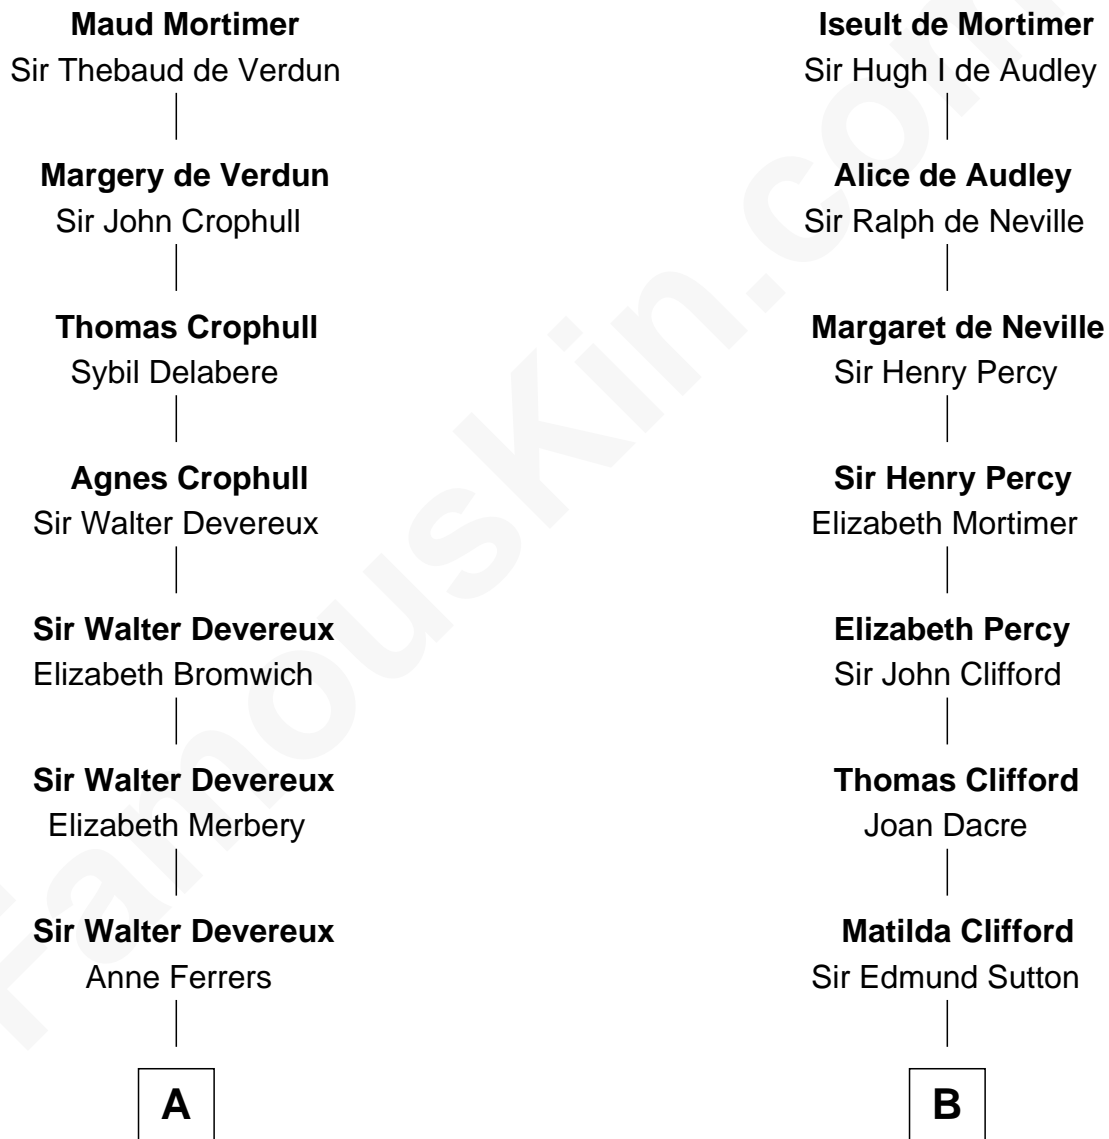 Maud Mortimer
Sir Thebaud de Verdun
Margery de Verdun
Sir John Crophull
Thomas Crophull
Sybil Delabere
Agnes Crophull
Sir Walter Devereux
Sir Walter Devereux
Elizabeth Bromwich
Sir Walter Devereux
Elizabeth Merbery
Sir Walter Devereux
Anne Ferrers
A
Iseult de Mortimer
Sir Hugh I de Audley
Alice de Audley
Sir Ralph de Neville
Margaret de Neville
Sir Henry Percy
Sir Henry Percy
Elizabeth Mortimer
Elizabeth Percy
Sir John Clifford
Thomas Clifford
Joan Dacre
Matilda Clifford
Sir Edmund Sutton
B
FamousKin.com